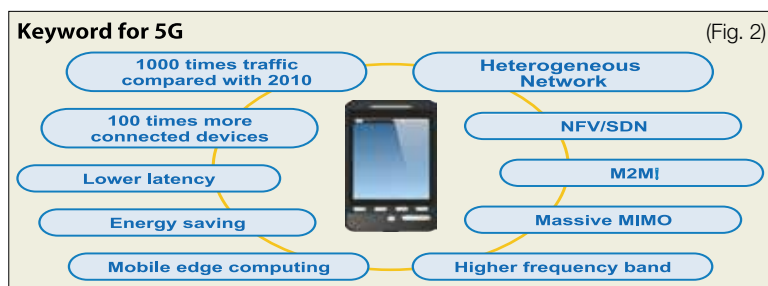 Keyword for 5G
(Fig. 2)
1000 times traffic
compared with 2010
Heterogeneous
Network
100 times more
connected devices
NFV/SDN
Lower latency
M2M
Energy saving
Massive MIMO
Mobile edge computing
Higher frequency band